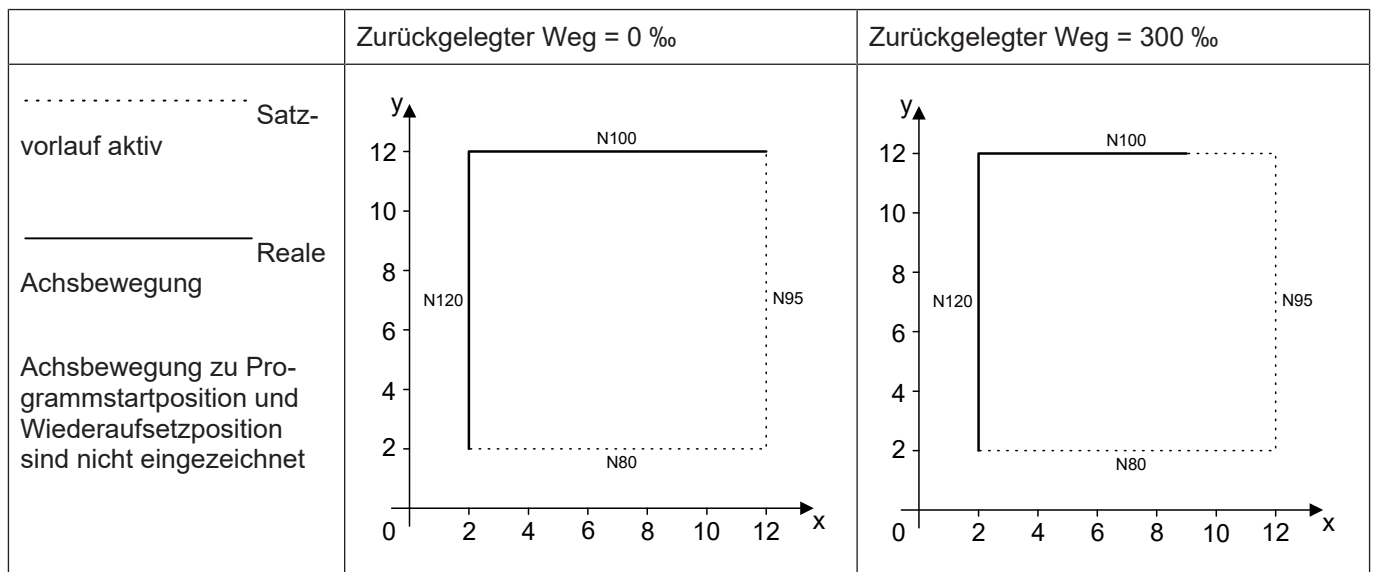 Zurückgelegter Weg = 0 ‰
Zurückgelegter Weg = 300 ‰
Satz-
vorlauf aktiv
Reale
Achsbewegung
Achsbewegung zu Pro-
grammstartposition und
Wiederaufsetzposition
sind nicht eingezeichnet
y
12
10
8
6
4
2
0
2
4
6
8
10
12
x
N100
N120
N95
N80
y
12
10
8
6
4
2
0
2
4
6
8
10
12
x
N100
N120
N95
N80